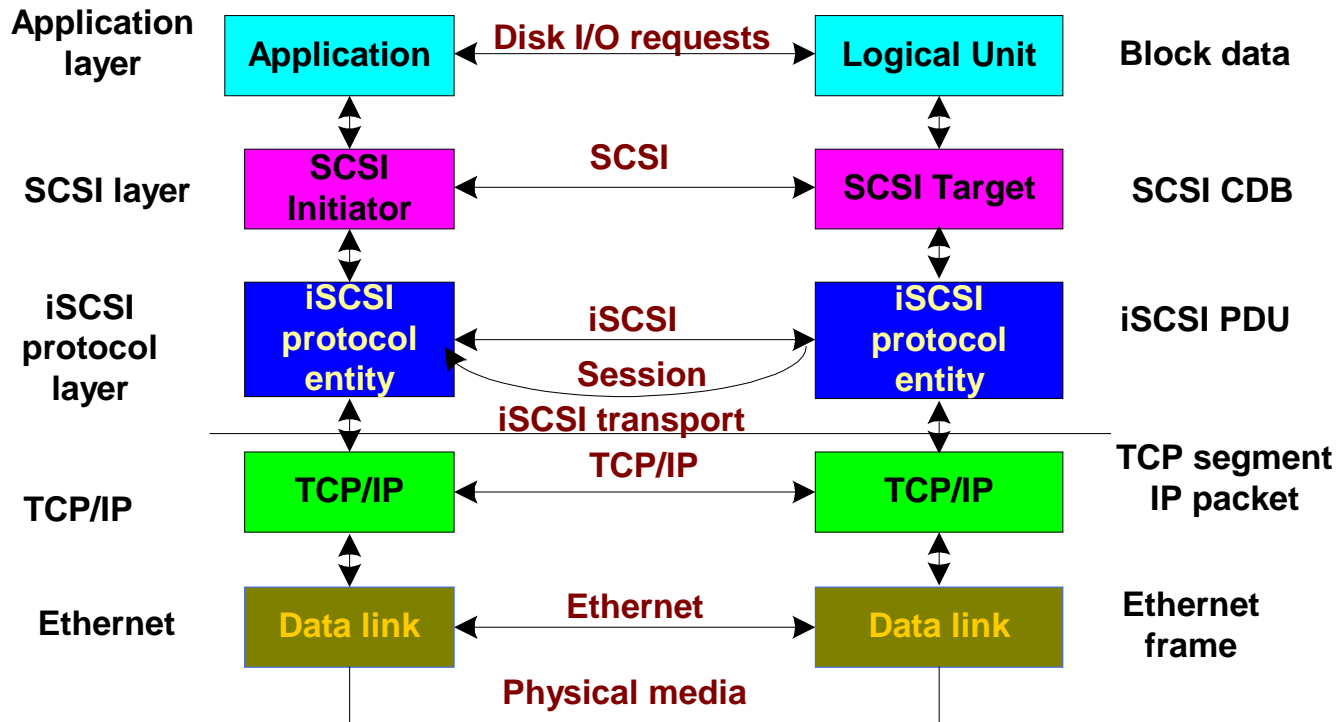 Application
layer
Application
Disk I/O requests
Logical Unit
Block data
SCSI layer
SCSI
Initiator
SCSI
SCSI Target
SCSI CDB
iSCSI
protocol
layer
iSCSI
protocol
entity
iSCSI
Session
iSCSI
protocol
entity
iSCSI PDU
iSCSI transport
TCP/IP
TCP/IP
TCP/IP
TCP/IP
TCP segment
IP packet
Ethernet
Data link
Ethernet
Data link
Ethernet
frame
Physical media